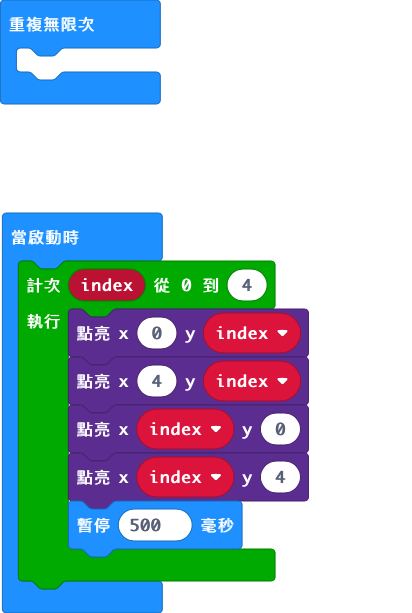 重複無限次
當啟動時
計次 index 從 0 到 4
執行
點亮 x 0 y index
點亮 x 4 y index
點亮 x index y 0
點亮 x index y 4
暫停 500 毫秒